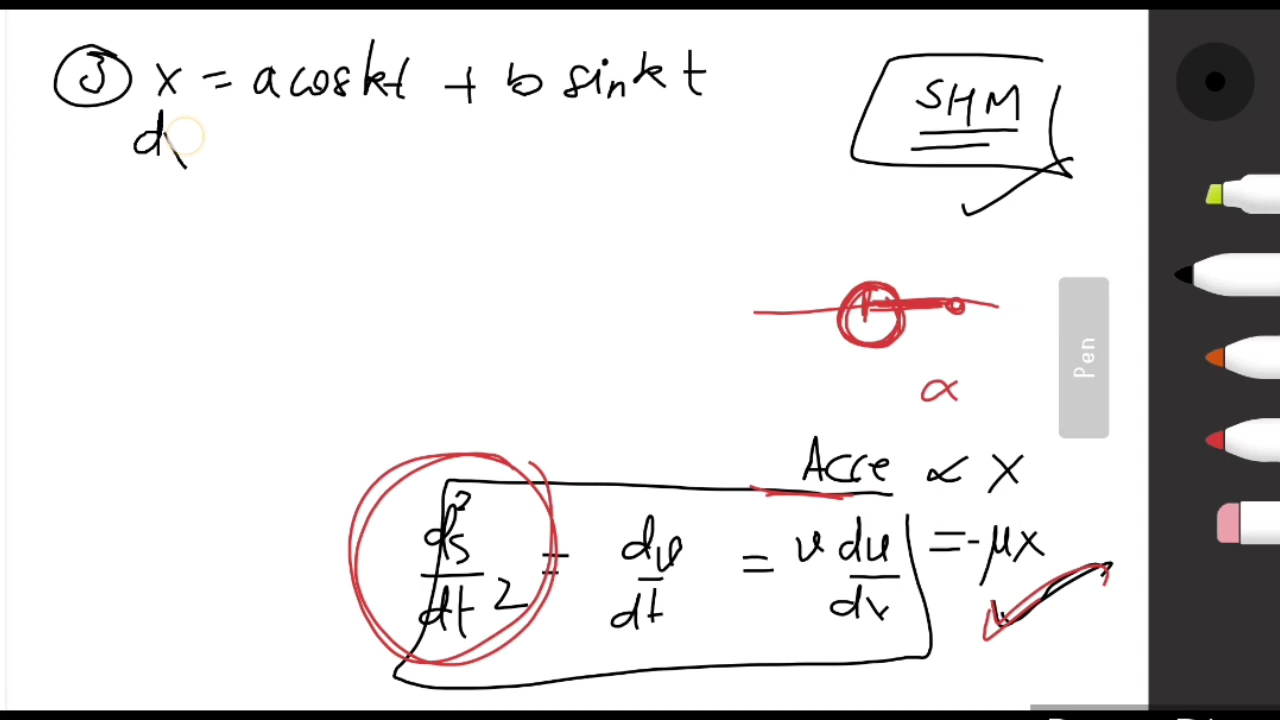 ③ x = a cos kt + b sin kt
d
SHM
α
Acce ∝ x
d²s/dt² = dv/dt = v dv/dx = -μx
Pen